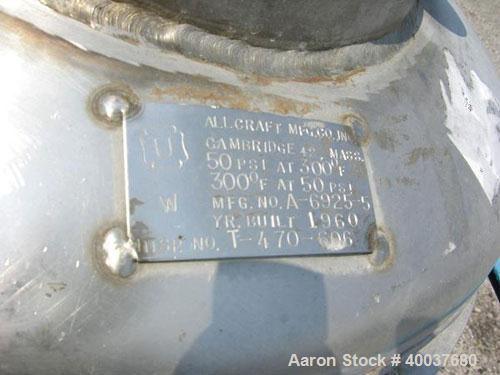 ALLCRAFT MFG. CO. INC.
CAMBRIDGE 42 MASS.
50 PSI AT 300°F
300°F AT 50 PSI
U
W
MFG. NO. A-6925-5
YR. BUILT 1960
INSP. NO. T-470-606
Aaron Stock # 40037680